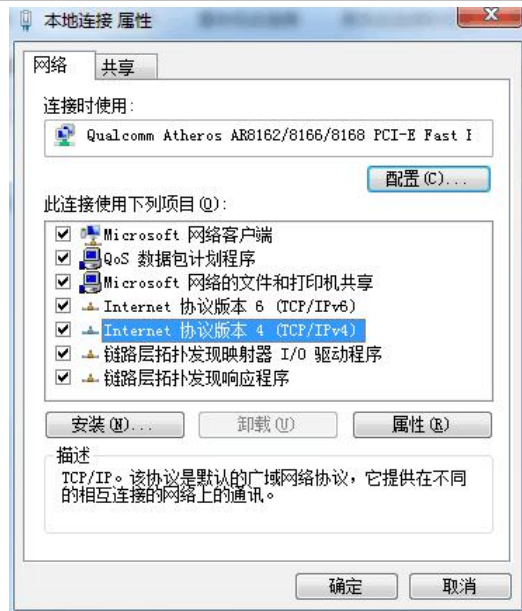 本地连接 属性
网络
共享
连接时使用:
Qualcomm Atheros AR8162/8166/8168 PCI-E Fast E
配置(C)...
此连接使用下列项目(O):
Microsoft 网络客户端
QoS 数据包计划程序
Microsoft 网络的文件和打印机共享
Internet 协议版本 6 (TCP/IPv6)
Internet 协议版本 4 (TCP/IPv4)
链路层拓扑发现映射器 I/O 驱动程序
链路层拓扑发现响应程序
安装(N)...
卸载(U)
属性(R)
描述
TCP/IP。该协议是默认的广域网络协议，它提供在不同
的相互连接的网络上的通讯。
确定
取消